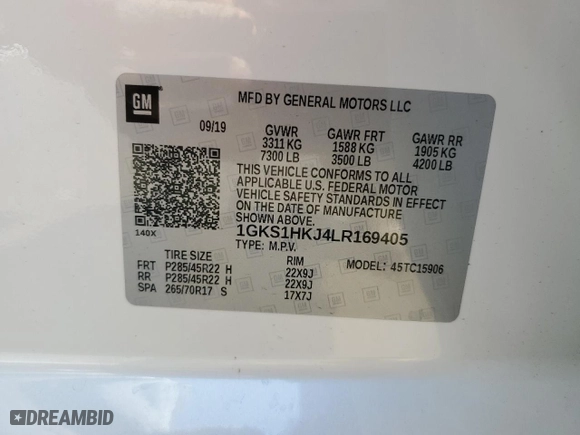 GM
MFD BY GENERAL MOTORS LLC
09/19
GVWR GAWR FRT GAWR RR
3311 KG 1588 KG 1905 KG
7300 LB 3500 LB 4200 LB
THIS VEHICLE CONFORMS TO ALL
APPLICABLE U.S. FEDERAL MOTOR
VEHICLE SAFETY STANDARDS IN EFFECT
ON THE DATE OF MANUFACTURE
SHOWN ABOVE.
1GKS1HKJ4LR169405
140X
TYPE: M.P.V.
MODEL: 45TC15906
TIRE SIZE RIM
FRT P285/45R22 H 22X9J
RR P285/45R22 H 22X9J
SPA 265/70R17 S 17X7J
DREAMBID